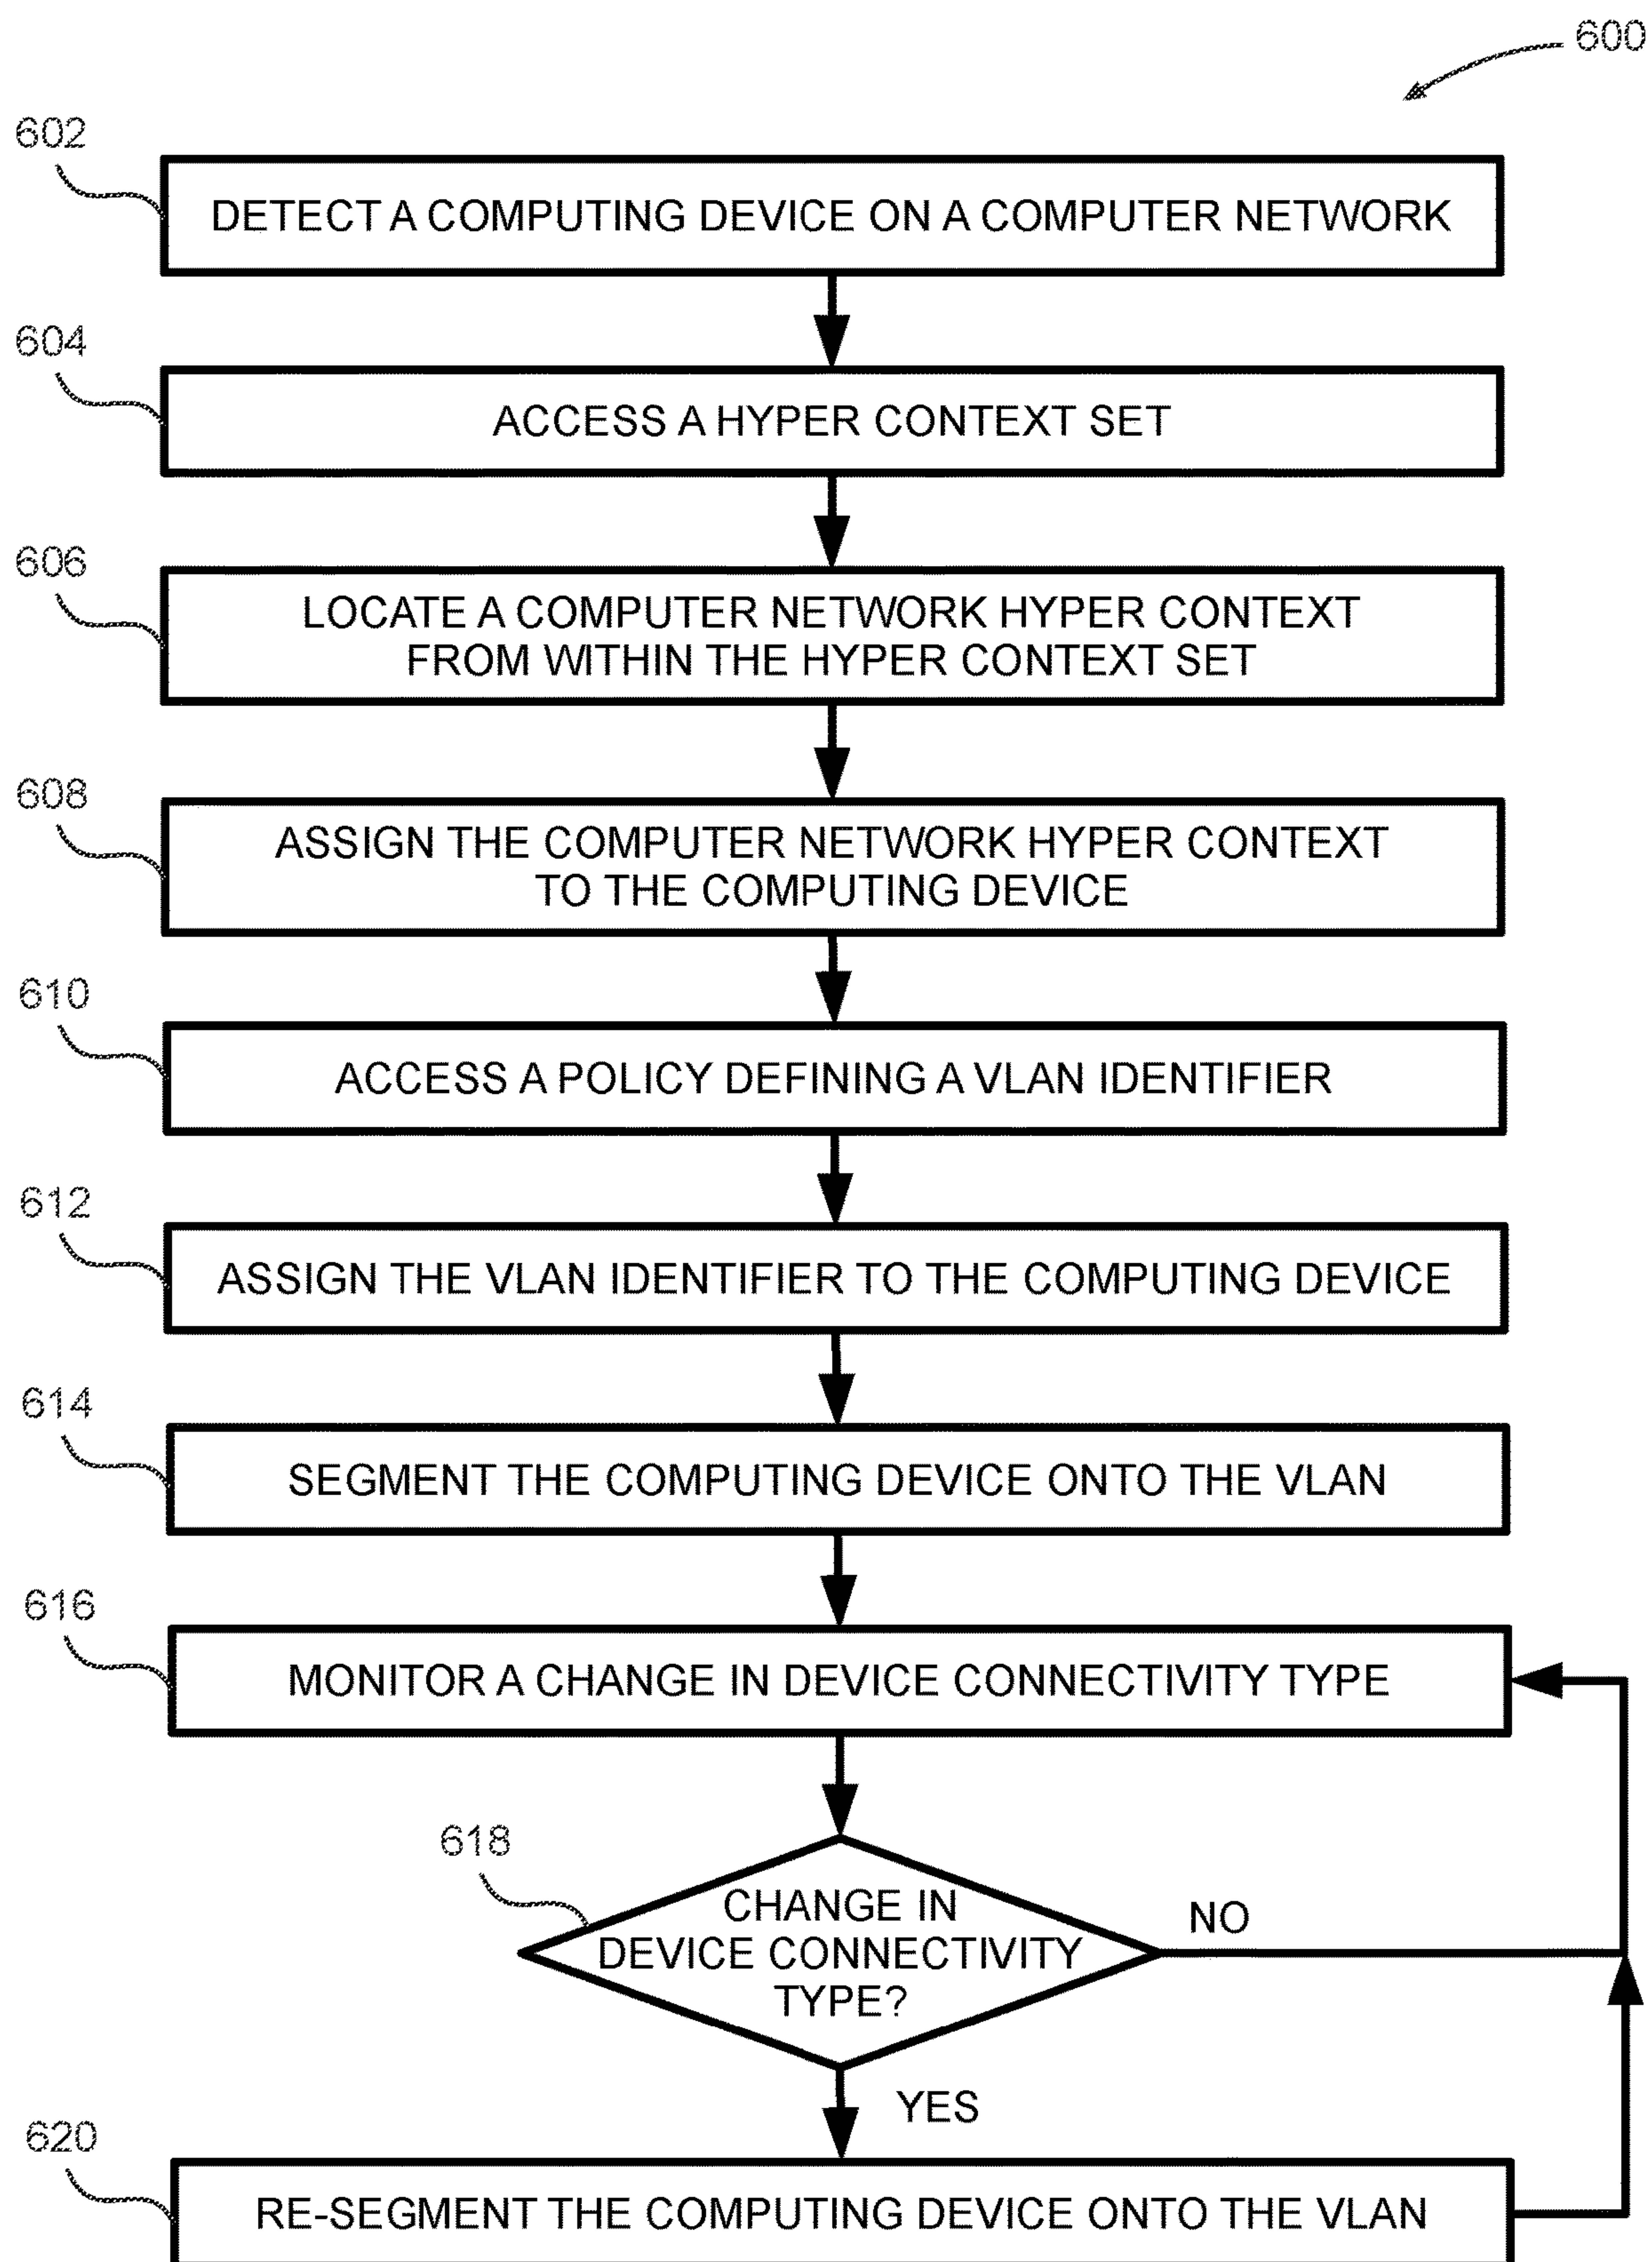 600
602
DETECT A COMPUTING DEVICE ON A COMPUTER NETWORK
604
ACCESS A HYPER CONTEXT SET
606
LOCATE A COMPUTER NETWORK HYPER CONTEXT
FROM WITHIN THE HYPER CONTEXT SET
608
ASSIGN THE COMPUTER NETWORK HYPER CONTEXT
TO THE COMPUTING DEVICE
610
ACCESS A POLICY DEFINING A VLAN IDENTIFIER
612
ASSIGN THE VLAN IDENTIFIER TO THE COMPUTING DEVICE
614
SEGMENT THE COMPUTING DEVICE ONTO THE VLAN
616
MONITOR A CHANGE IN DEVICE CONNECTIVITY TYPE
618
CHANGE IN
DEVICE CONNECTIVITY
TYPE?
NO
YES
620
RE-SEGMENT THE COMPUTING DEVICE ONTO THE VLAN